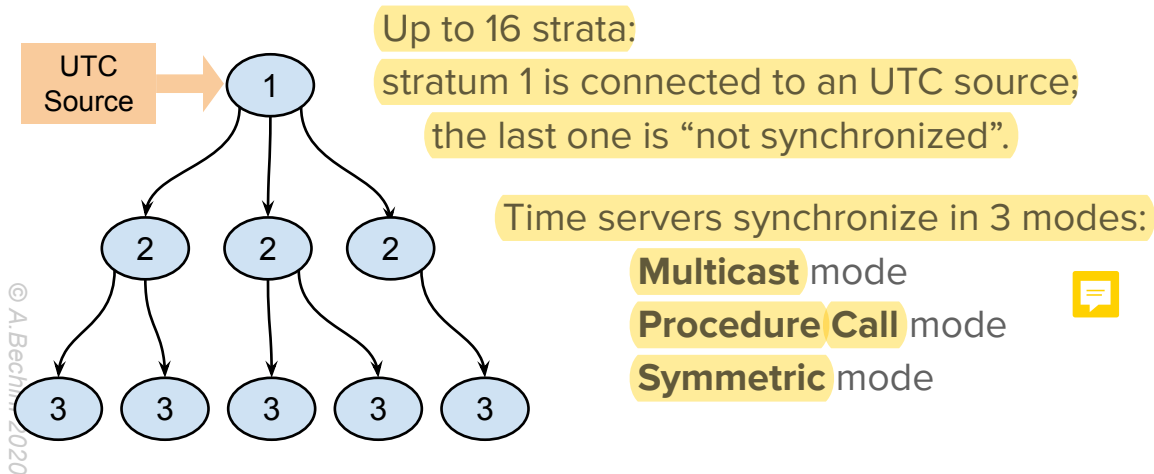 UTC
Source
1
2
2
2
3
3
3
3
3
Up to 16 strata:
stratum 1 is connected to an UTC source;
the last one is “not synchronized”.
Time servers synchronize in 3 modes:
Multicast mode
Procedure Call mode
Symmetric mode
© A.Bechini 2020